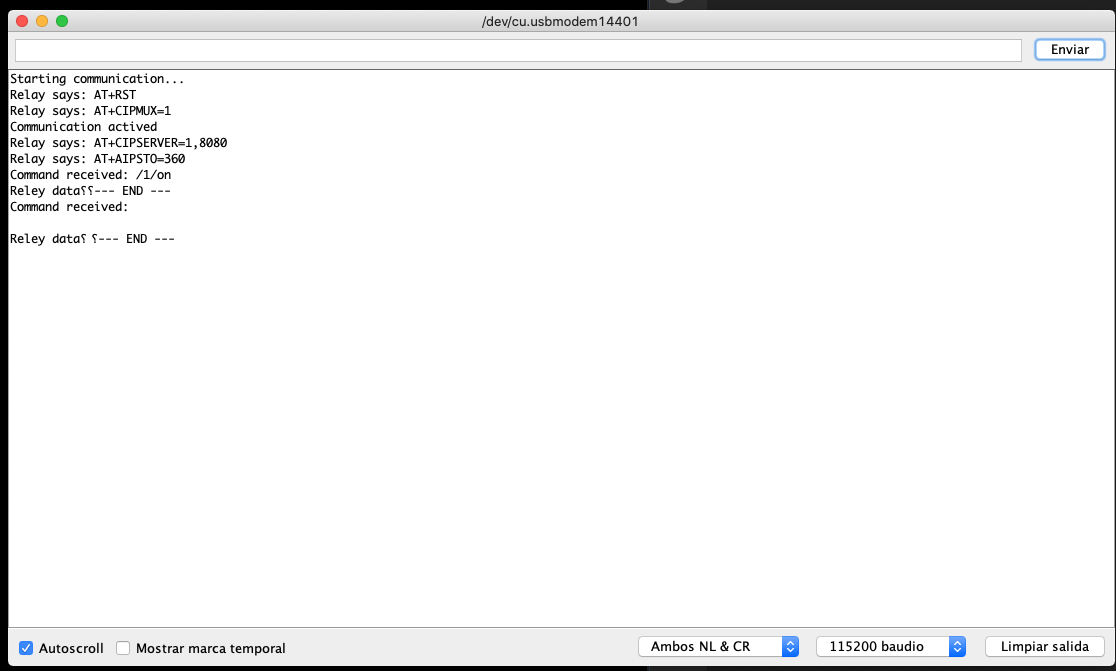 /dev/cu.usbmodem14401
Enviar
Starting communication...
Relay says: AT+RST
Relay says: AT+CIPMUX=1
Communication actived
Relay says: AT+CIPSERVER=1,8080
Relay says: AT+AIPSTO=360
Command received: /1/on
Reley data⸮⸮--- END ---
Command received:
Reley data⸮ ⸮--- END ---
Autoscroll
Mostrar marca temporal
Ambos NL & CR
115200 baudio
Limpiar salida